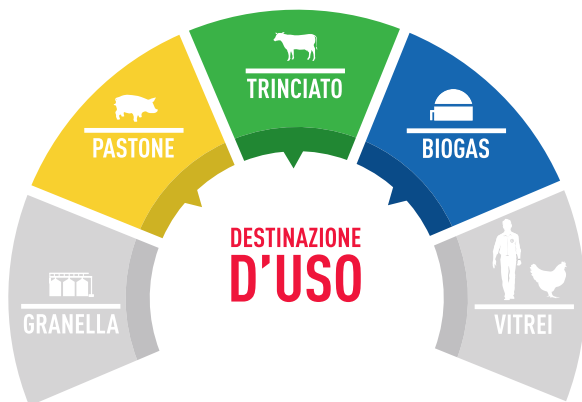 TRINCIATO
PASTONE
BIOGAS
DESTINAZIONE
D'USO
GRANELLA
VITREI